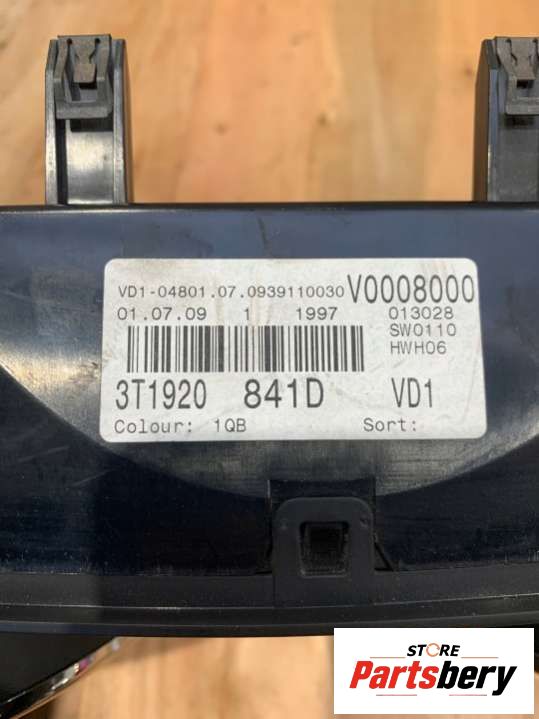 VD1-04801.07.0939110030 V0008000
01.07.09 1 1997 013028
SW0110
HWH06
3T1920 841D VD1
Colour: 1QB Sort:
STORE
Partsbery